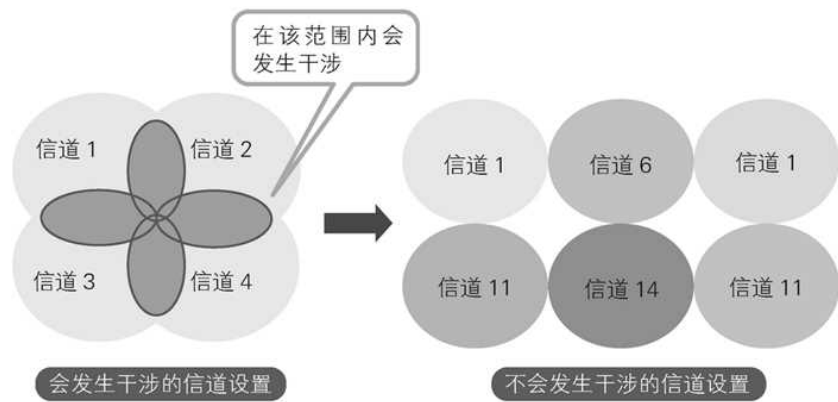 在该范围内会
发生干涉
信道 1
信道 2
信道 3
信道 4
会发生干涉的信道设置
信道 1
信道 6
信道 1
信道 11
信道 14
信道 11
不会发生干涉的信道设置